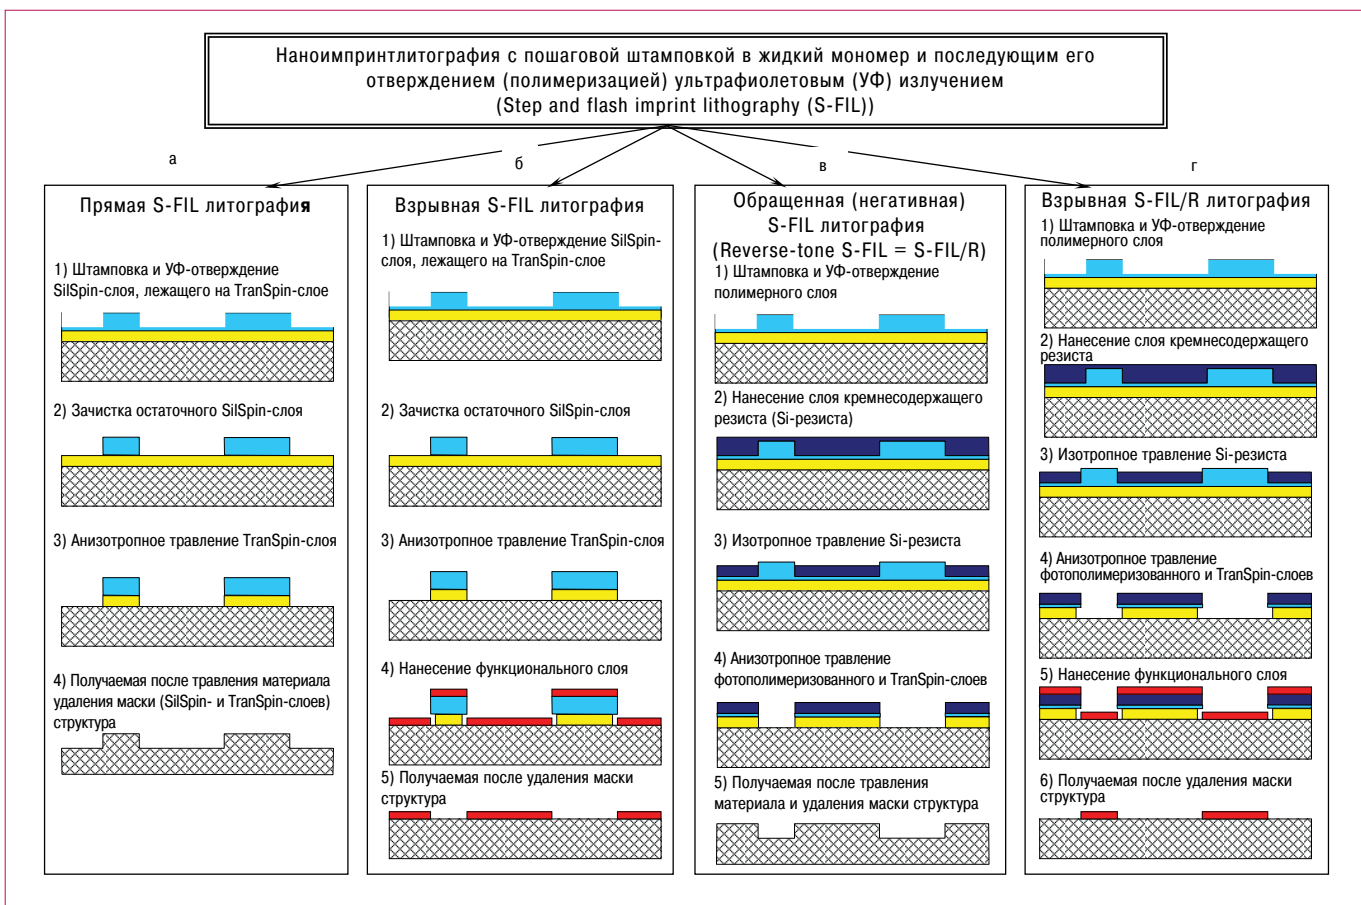 Наноимпринтлитография с пошаговой штамповкой в жидкий мономер и последующим его
отверждением (полимеризацией) ультрафиолетовым (УФ) излучением
(Step and flash imprint lithography (S-FIL))
а
Прямая S-FIL литография
1) Штамповка и УФ-отверждение
SilSpin-слоя, лежащего на TranSpin-слое
2) Зачистка остаточного SilSpin-слоя
3) Анизотропное травление TranSpin-слоя
4) Получаемая после травления материала
удаления маски (SilSpin- и TranSpin-слоев)
структура
б
Взрывная S-FIL литография
1) Штамповка и УФ-отверждение SilSpin-
слоя, лежащего на TranSpin-слое
2) Зачистка остаточного SilSpin-слоя
3) Анизотропное травление TranSpin-слоя
4) Нанесение функционального слоя
5) Получаемая после удаления маски
структура
в
Обращенная (негативная)
S-FIL литография
(Reverse-tone S-FIL = S-FIL/R)
1) Штамповка и УФ-отверждение
полимерного слоя
2) Нанесение слоя кремнесодержащего
резиста (Si-резиста)
3) Изотропное травление Si-резиста
4) Анизотропное травление
фотополимеризованного и TranSpin-слоев
5) Получаемая после травления
материала и удаления маски структура
г
Взрывная S-FIL/R литография
1) Штамповка и УФ-отверждение
полимерного слоя
2) Нанесение слоя кремнесодержащего
резиста
3) Изотропное травление Si-резиста
4) Анизотропное травление
фотополимеризованного и TranSpin-слоев
5) Нанесение функционального слоя
6) Получаемая после удаления маски
структура